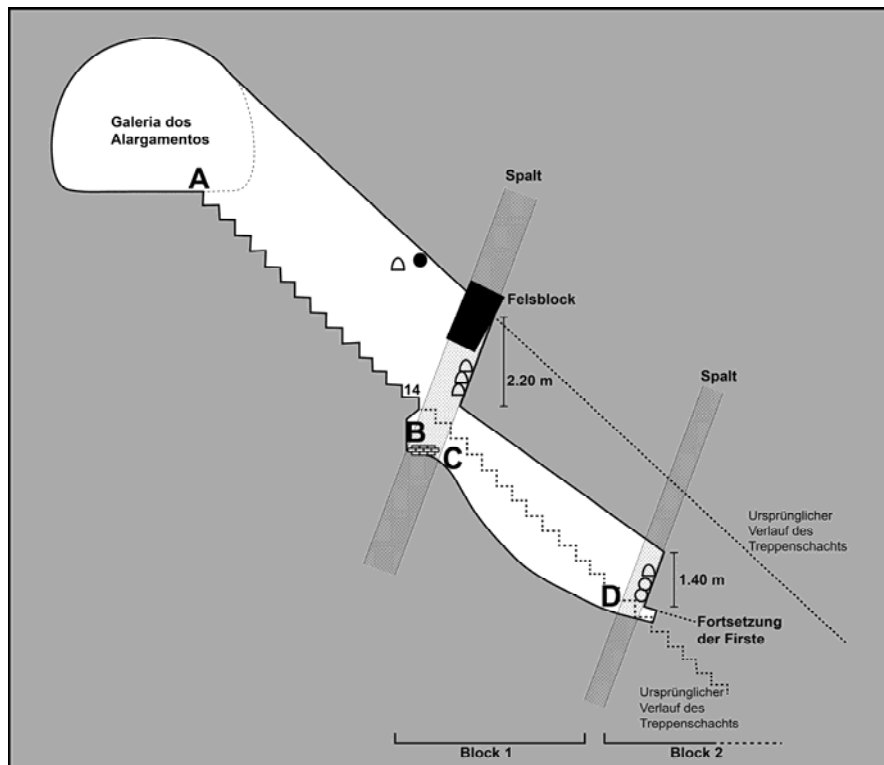 Galeria dos
Alargamentos
A
Spalt
Felsblock
2.20 m
14
B
C
Spalt
Ursprünglicher
Verlauf des
Treppenschachts
D
1.40 m
Fortsetzung
der Firste
Ursprünglicher
Verlauf des
Treppenschachts
Block 1
Block 2